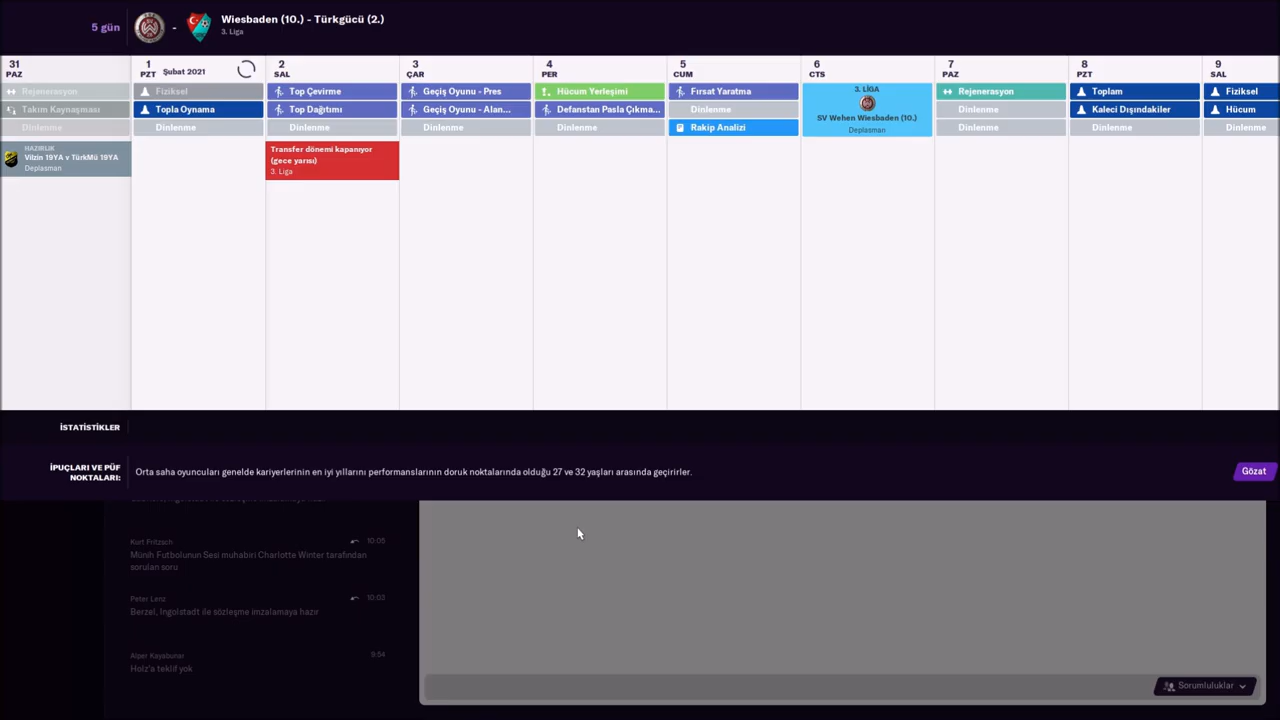 5 gün
-
Wiesbaden (10.) - Türkgücü (2.)
3. Liga
31
PAZ
1
PZT Şubat 2021
2
SAL
3
ÇAR
4
PER
5
CUM
6
CTS
7
PAZ
8
PZT
9
SAL
Rejenerasyon
Takım Kaynaşması
Dinlenme
HAZIRLIK
Vilzin 19YA v TürkMü 19YA
Deplasman
Fiziksel
Topla Oynama
Dinlenme
Top Çevirme
Top Dağıtımı
Dinlenme
Transfer dönemi kapanıyor
(gece yarısı)
3. Liga
Geçiş Oyunu - Pres
Geçiş Oyunu - Alan...
Dinlenme
Hücum Yerleşimi
Defanstan Pasla Çıkma...
Dinlenme
Fırsat Yaratma
Dinlenme
Rakip Analizi
3. LİGA
SV Wehen Wiesbaden (10.)
Deplasman
Rejenerasyon
Dinlenme
Dinlenme
Toplam
Kaleci Dışındakiler
Dinlenme
Fiziksel
Hücum
Dinlenme
İSTATİSTİKLER
İPUÇLARI VE PÜF
NOKTALARI:
Orta saha oyuncuları genelde kariyerlerinin en iyi yıllarını performanslarının doruk noktalarında olduğu 27 ve 32 yaşları arasında geçirirler.
Gözat
Kurt Fritzsch
10:05
Münih Futbolunun Sesi muhabiri Charlotte Winter tarafından
sorulan soru
Peter Lenz
10:03
Berzel, Ingolstadt ile sözleşme imzalamaya hazır
Alper Kayabunar
9:54
Holz'a teklif yok
Sorumluluklar